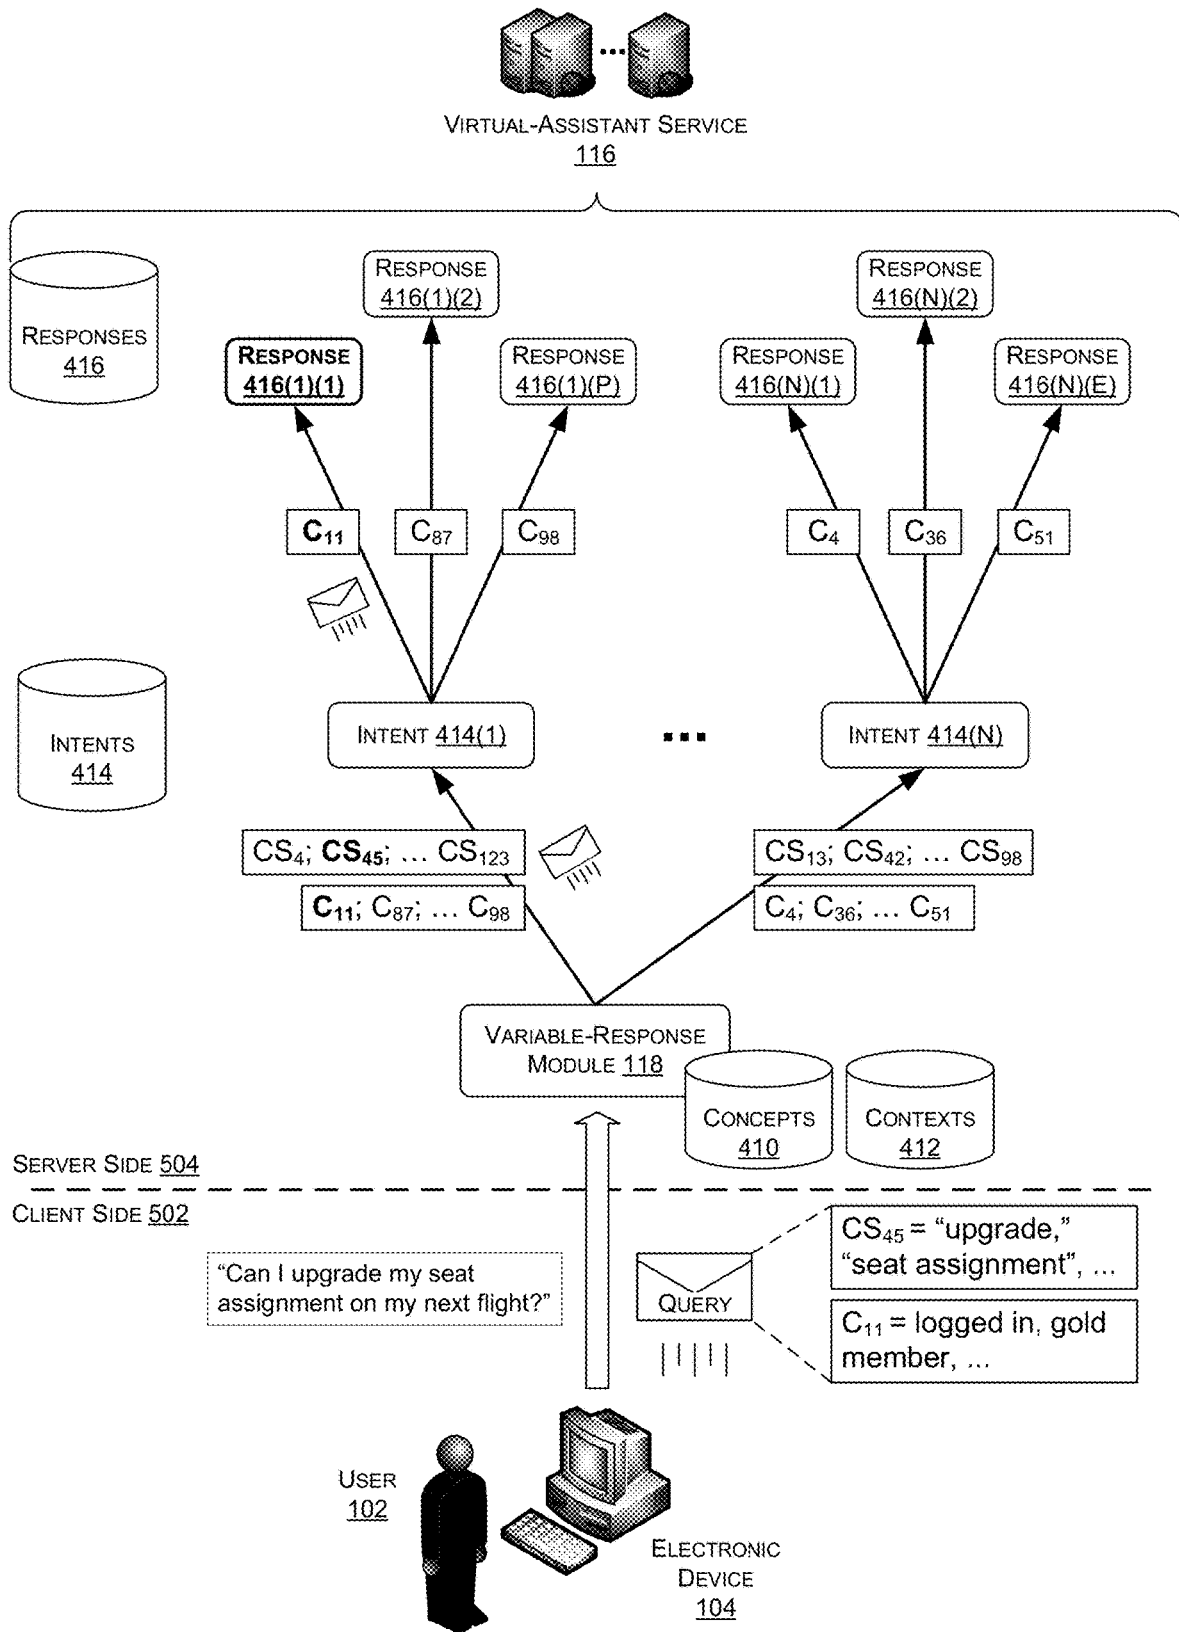 VIRTUAL-ASSISTANT SERVICE
116
RESPONSES
416
RESPONSE
416(1)(2)
RESPONSE
416(1)(1)
RESPONSE
416(1)(P)
RESPONSE
416(N)(2)
RESPONSE
416(N)(1)
RESPONSE
416(N)(E)
C11
C87
C98
C4
C36
C51
INTENTS
414
INTENT 414(1)
...
INTENT 414(N)
CS4; CS45; ... CS123
C11; C87; ... C98
CS13; CS42; ... CS98
C4; C36; ... C51
VARIABLE-RESPONSE
MODULE 118
CONCEPTS
410
CONTEXTS
412
SERVER SIDE 504
CLIENT SIDE 502
“Can I upgrade my seat
assignment on my next flight?”
QUERY
CS45 = “upgrade,”
“seat assignment”, ...
C11 = logged in, gold
member, ...
USER
102
ELECTRONIC
DEVICE
104